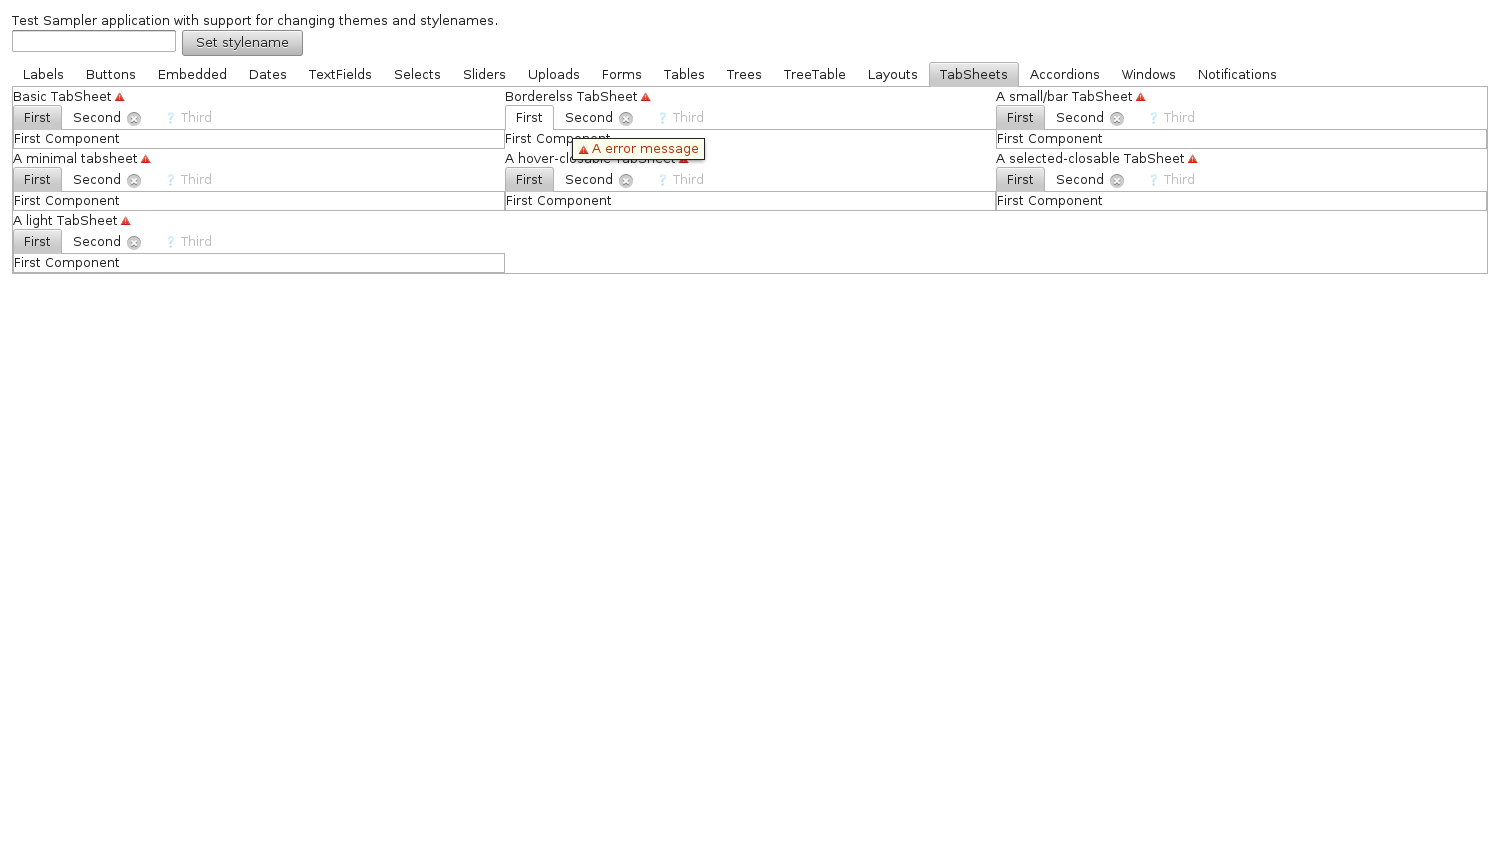 Test Sampler application with support for changing themes and stylenames.
Set stylename
Labels Buttons Embedded Dates TextFields Selects Sliders Uploads Forms Tables Trees TreeTable Layouts TabSheets Accordions Windows Notifications
Basic TabSheet Borderelss TabSheet A small/bar TabSheet
First Second ? Third First Second ? Third First Second ? Third
First Component First Component First Component
A error message
A minimal tabsheet A hover-closable TabSheet A selected-closable TabSheet
First Second ? Third First Second ? Third First Second ? Third
First Component First Component First Component
A light TabSheet
First Second ? Third
First Component